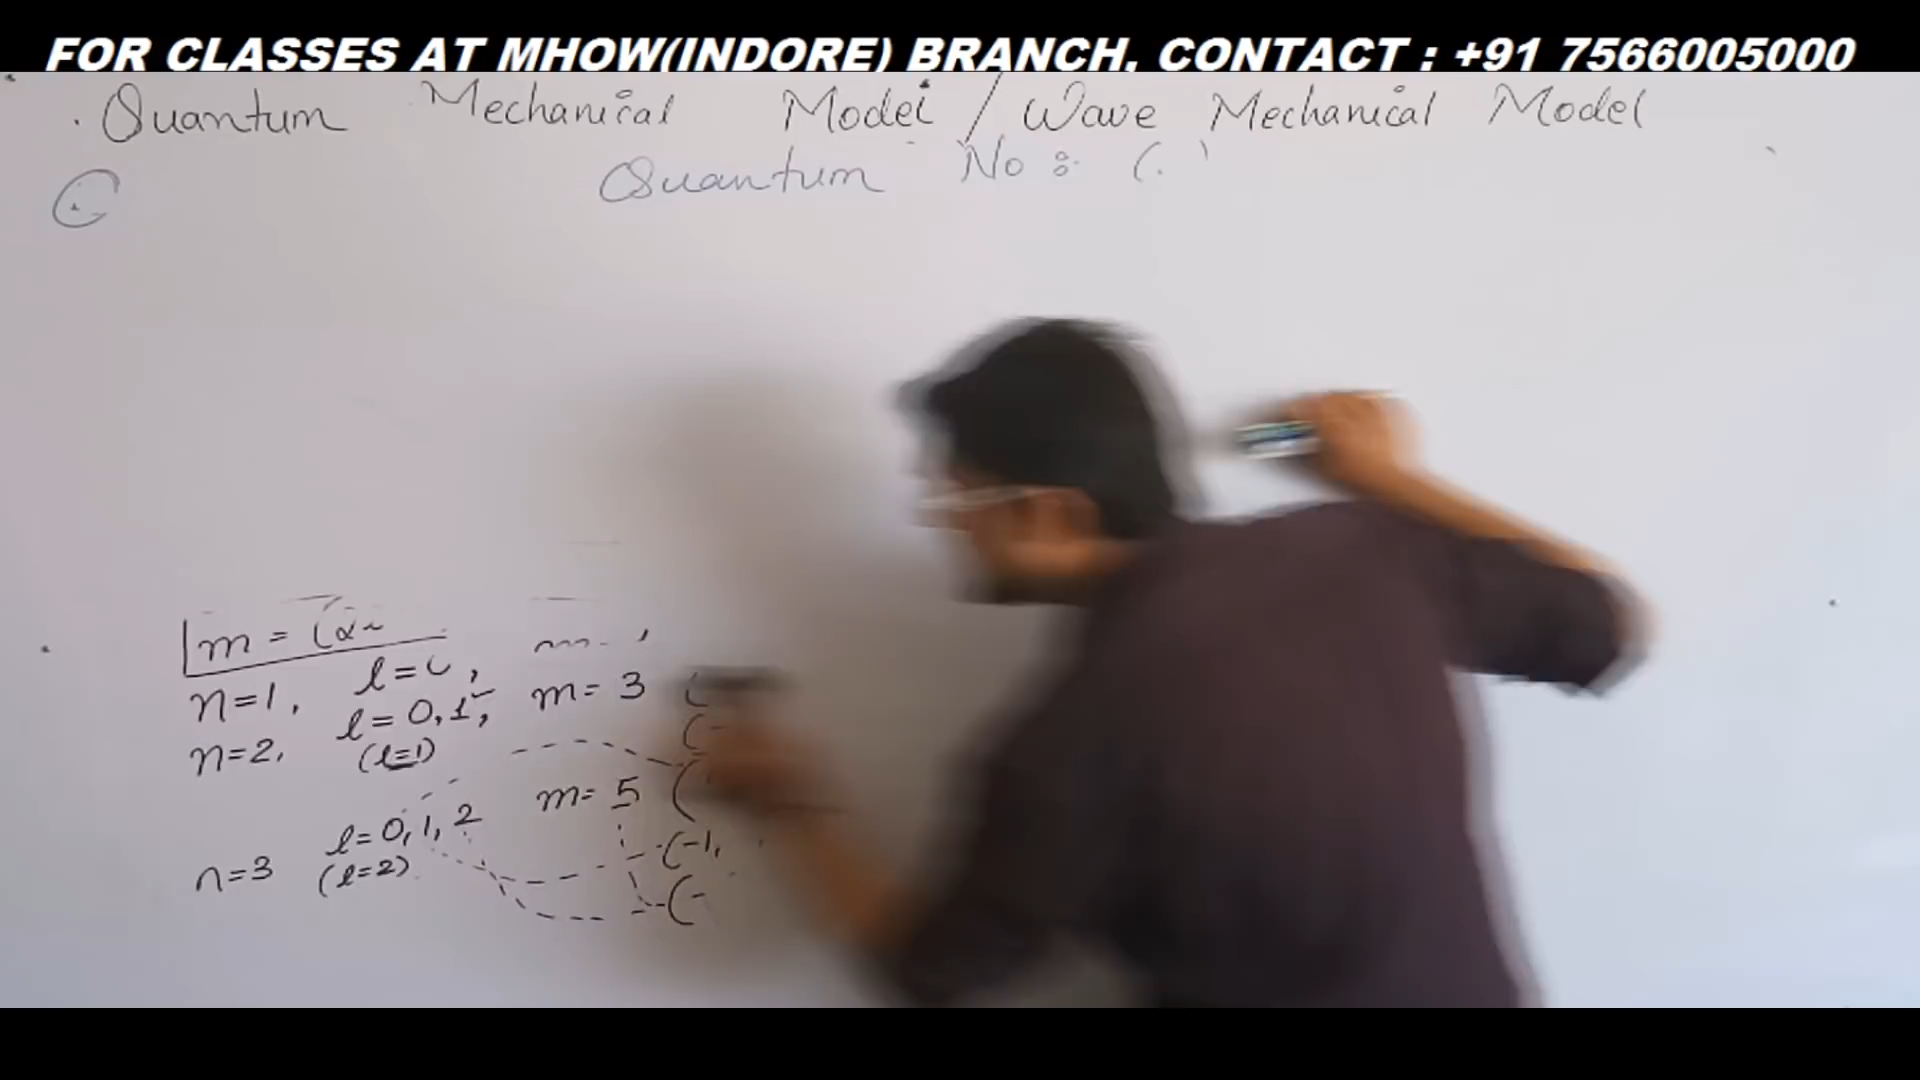 FOR CLASSES AT MHOW(INDORE) BRANCH, CONTACT : +91 7566005000
Quantum Mechanical Model / Wave Mechanical Model
Quantum No :
m =
n=1, l=0,
n=2, l= 0,1, m= 3
(l=1)
n=3 l=0,1,2 m= 5
(l=2) (-1,